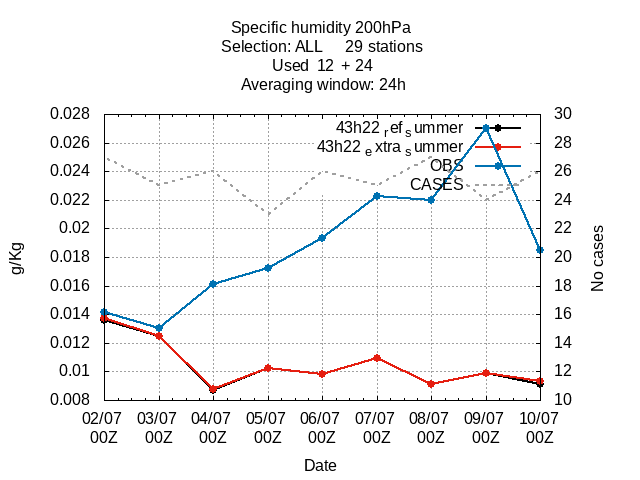 Specific humidity 200hPa
Selection: ALL     29 stations
Used  12  + 24
Averaging window: 24h
43h22 ref summer
43h22 extra summer
OBS
CASES
g/Kg
0.028
0.026
0.024
0.022
0.02
0.018
0.016
0.014
0.012
0.01
0.008
30
28
26
24
22
20
18
16
14
12
10
No cases
02/07 03/07 04/07 05/07 06/07 07/07 08/07 09/07 10/07
00Z 00Z 00Z 00Z 00Z 00Z 00Z 00Z 00Z
Date